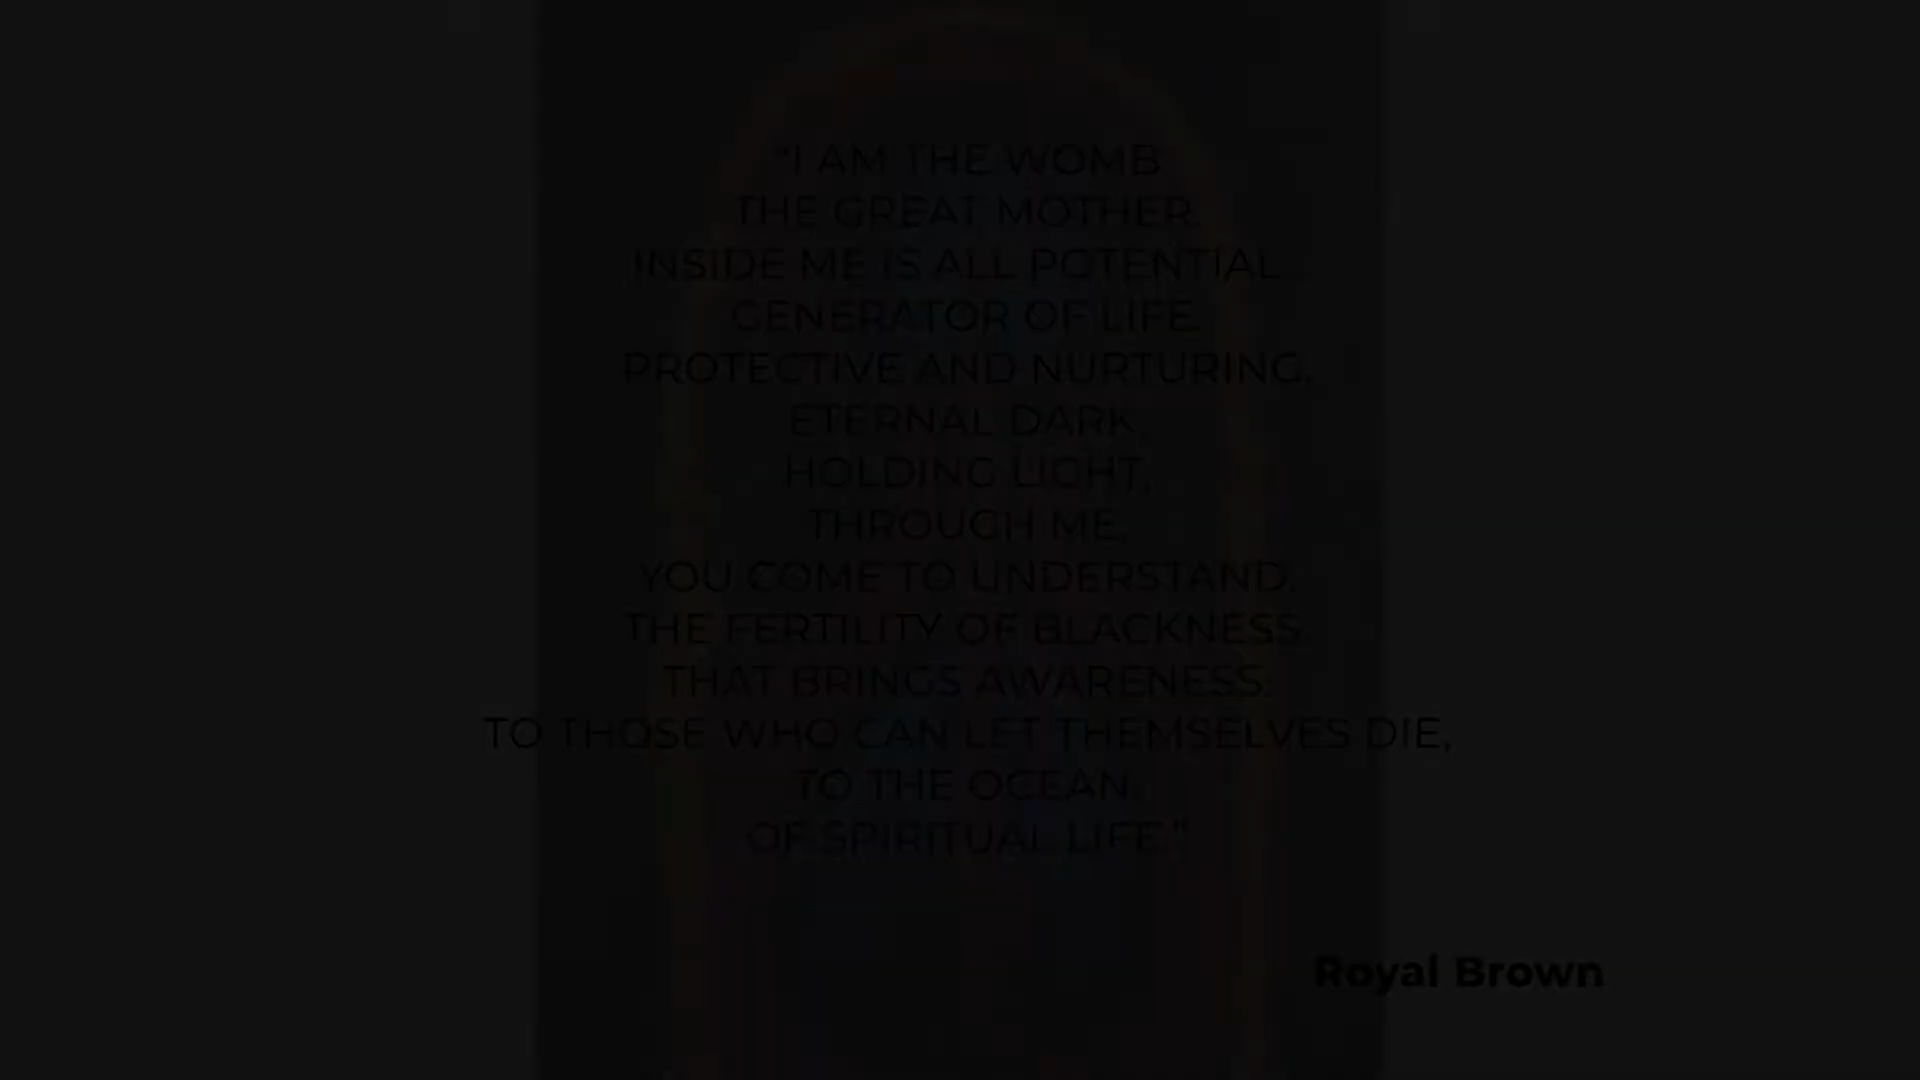 "I AM THE WOMB
THE GREAT MOTHER.
INSIDE ME IS ALL POTENTIAL
GENERATOR OF LIFE.
PROTECTIVE AND NURTURING.
ETERNAL DARK,
HOLDING LIGHT,
THROUGH ME,
YOU COME TO UNDERSTAND.
THE FERTILITY OF BLACKNESS
THAT BRINGS AWARENESS.
TO THOSE WHO CAN LET THEMSELVES DIE,
TO THE OCEAN.
OF SPIRITUAL LIFE."
Royal Brown